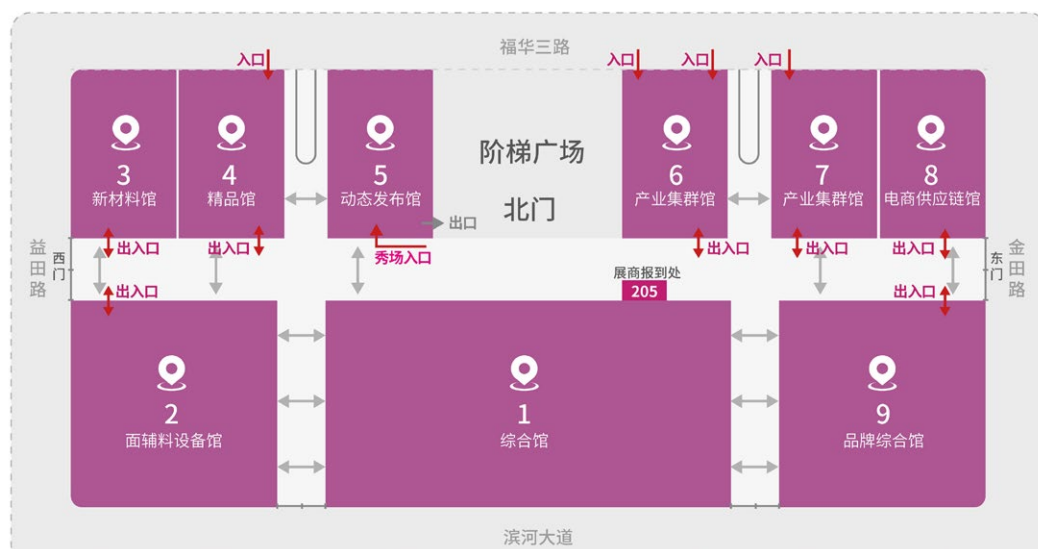 福华三路
入口
入口
入口
入口
3
新材料馆
4
精品馆
5
动态发布馆
阶梯广场
北门
6
产业集群馆
7
产业集群馆
8
电商供应链馆
出口
出入口
出入口
秀场入口
出入口
出入口
出入口
益田路
西门
金田路
东门
展商报到处
205
出入口
出入口
2
面辅料设备馆
1
综合馆
9
品牌综合馆
滨河大道